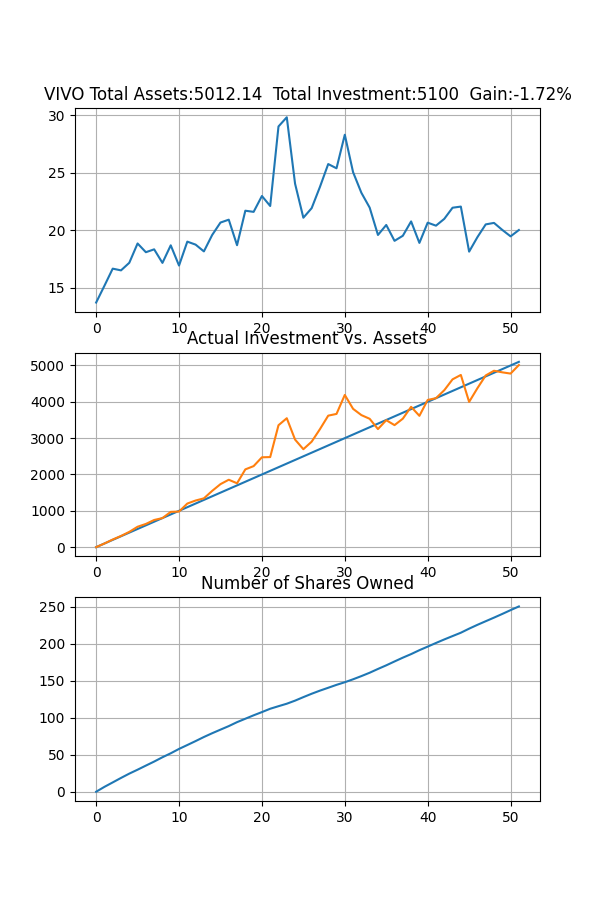 VIVO Total Assets:5012.14  Total Investment:5100  Gain:-1.72%
30
25
20
15
0 10 20 30 40 50
Actual Investment vs. Assets
5000
4000
3000
2000
1000
0
0 10 20 30 40 50
Number of Shares Owned
250
200
150
100
50
0
0 10 20 30 40 50